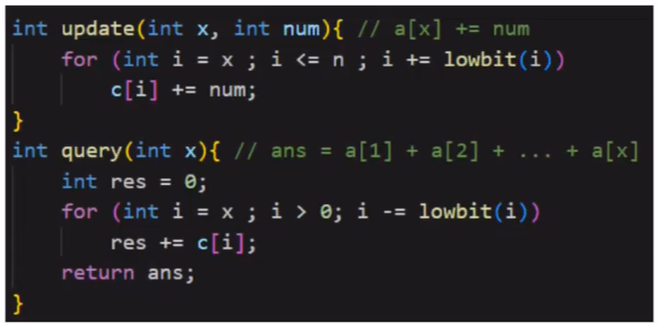 int update(int x, int num){ // a[x] += num
    for (int i = x ; i <= n ; i += lowbit(i))
        c[i] += num;
}
int query(int x){ // ans = a[1] + a[2] + ... + a[x]
    int res = 0;
    for (int i = x ; i > 0; i -= lowbit(i))
        res += c[i];
    return ans;
}